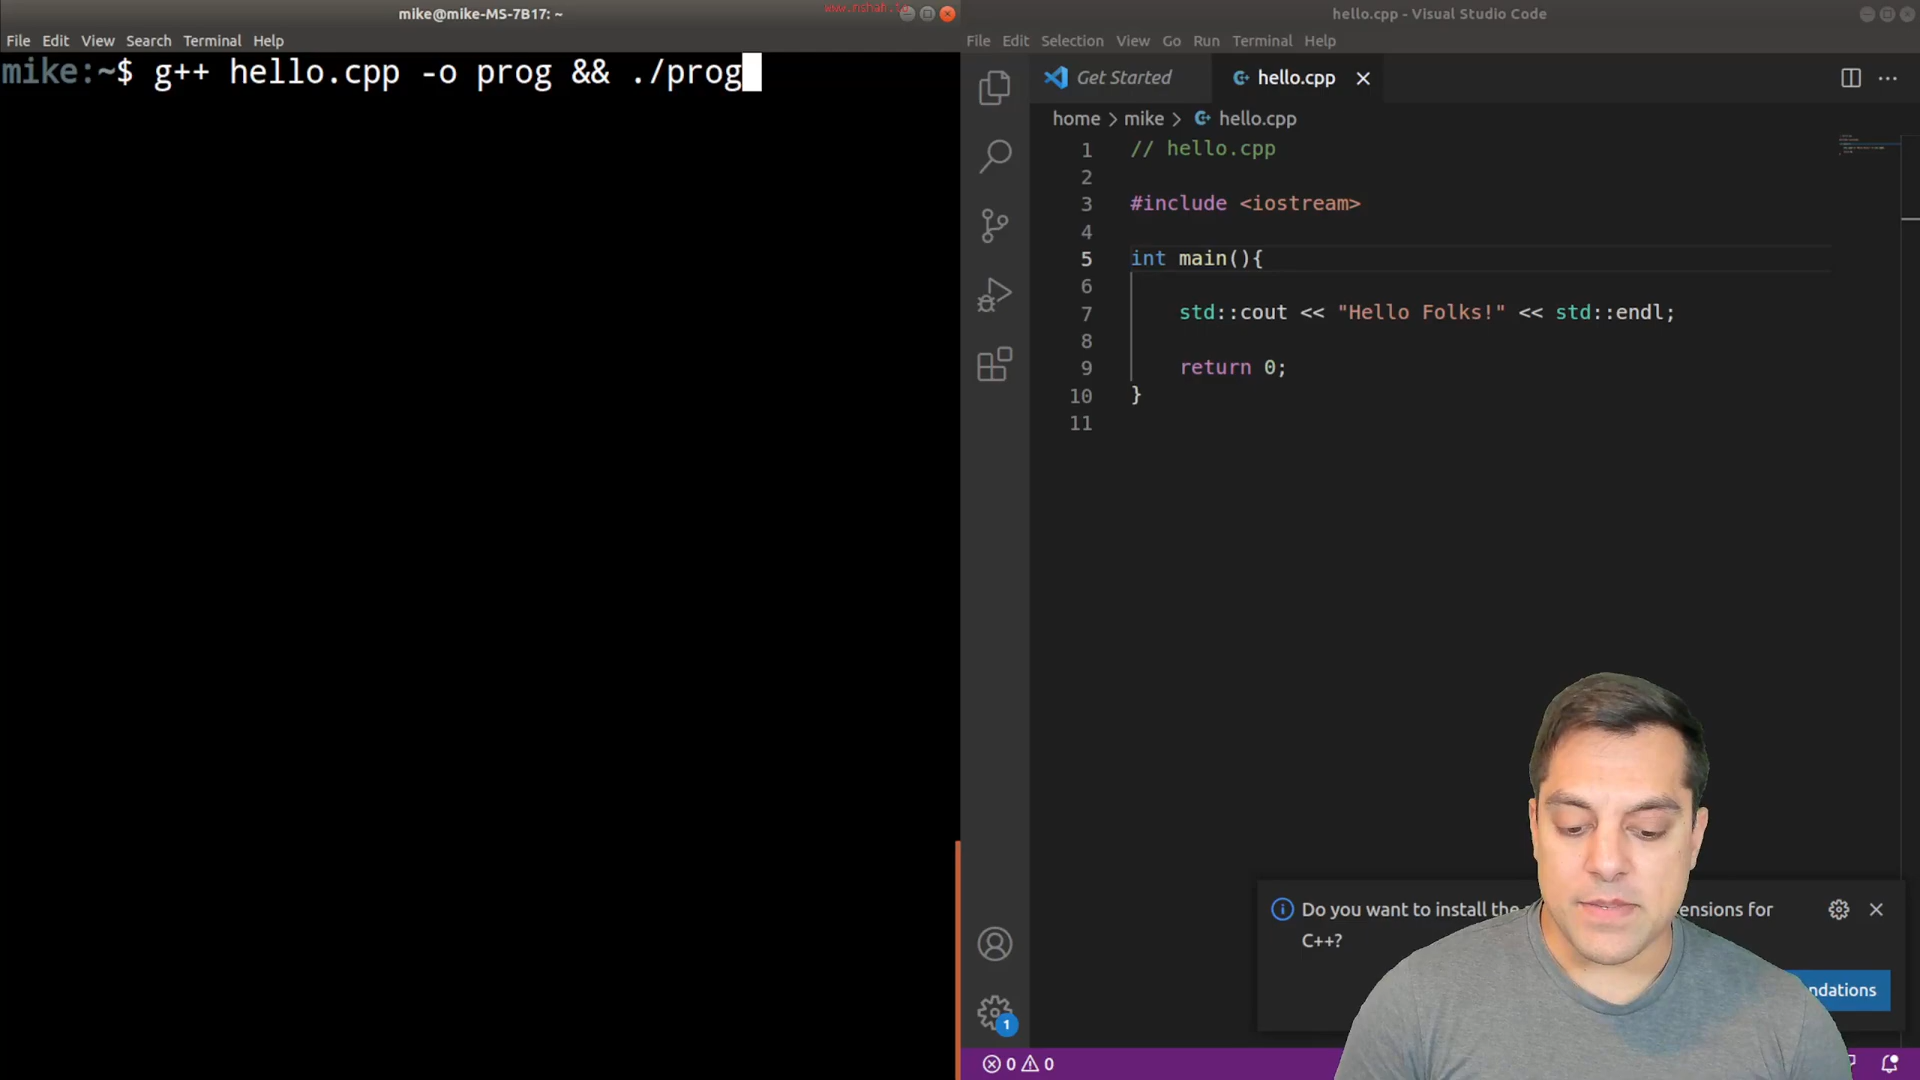 mike@mike-MS-7B17: ~
File Edit View Search Terminal Help
mike:~$ g++ hello.cpp -o prog && ./prog
hello.cpp - Visual Studio Code
File Edit Selection View Go Run Terminal Help
Get Started
hello.cpp
home > mike > hello.cpp
1 // hello.cpp
2
3 #include <iostream>
4
5 int main(){
6
7 std::cout << "Hello Folks!" << std::endl;
8
9 return 0;
10 }
11
Do you want to install the ensions for
C++?
ndations
1
0 0